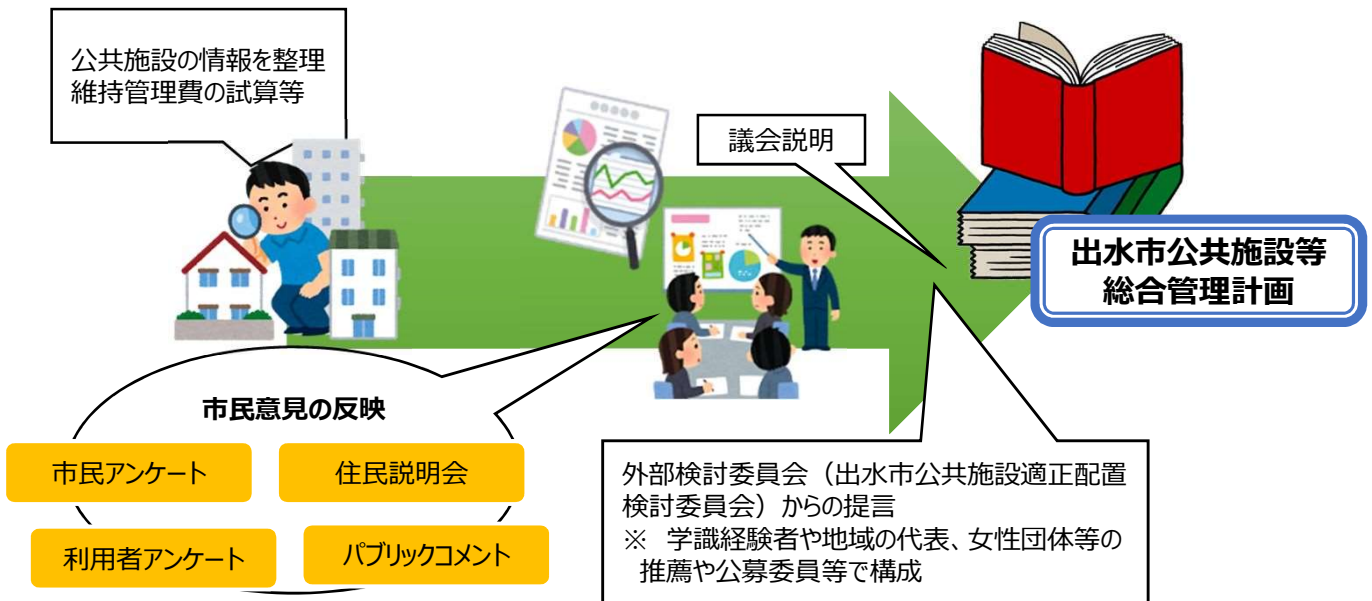 公共施設の情報を整理
維持管理費の試算等
議会説明
出水市公共施設等
総合管理計画
市民意見の反映
市民アンケート
住民説明会
利用者アンケート
パブリックコメント
外部検討委員会（出水市公共施設適正配置
検討委員会）からの提言
※　学識経験者や地域の代表、女性団体等の
推薦や公募委員等で構成